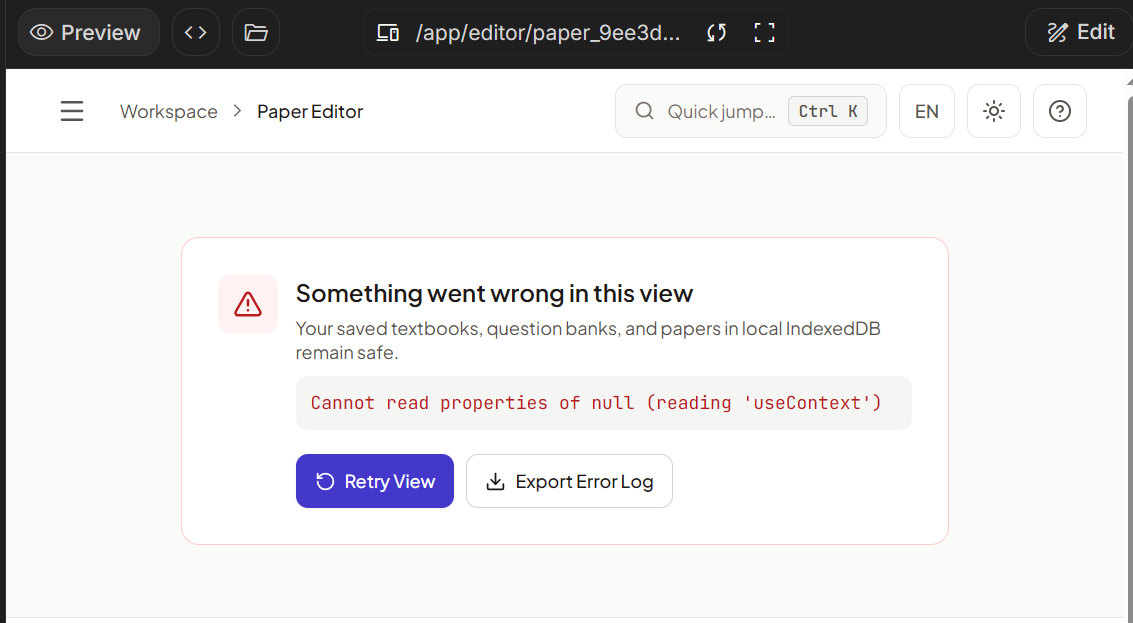 Preview
/app/editor/paper_9ee3d...
Edit
Workspace
Paper Editor
Quick jump...
Ctrl K
EN
Something went wrong in this view
Your saved textbooks, question banks, and papers in local IndexedDB
remain safe.
Cannot read properties of null (reading 'useContext')
Retry View
Export Error Log